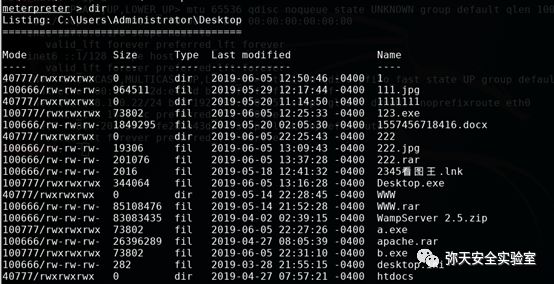 meterpreter > dir
Listing: C:\Users\Administrator\Desktop
=======================================
Mode Size Type Last modified Name
---- ---- ---- ------------- ----
40777/rwxrwxrwx 0 dir 2019-06-05 12:50:46 -0400 1
100666/rw-rw-rw- 964511 fil 2019-05-29 12:17:44 -0400 111.jpg
40777/rwxrwxrwx 0 dir 2019-05-20 11:14:50 -0400 1111111
100777/rwxrwxrwx 73802 fil 2019-06-05 12:25:33 -0400 123.exe
100666/rw-rw-rw- 1849295 fil 2019-05-20 02:05:33 -0400 1557456718416.docx
40777/rwxrwxrwx 0 dir 2019-06-05 22:25:43 -0400 222
100666/rw-rw-rw- 19306 fil 2019-06-05 13:09:43 -0400 222.jpg
100666/rw-rw-rw- 201076 fil 2019-06-05 13:37:28 -0400 222.rar
100666/rw-rw-rw- 2016 fil 2019-05-18 12:41:32 -0400 2345看图王.lnk
100777/rwxrwxrwx 344064 fil 2019-06-05 13:16:28 -0400 Desktop.exe
40777/rwxrwxrwx 0 dir 2019-05-14 22:28:45 -0400 WWW
100666/rw-rw-rw- 85108476 fil 2019-05-14 21:52:28 -0400 WWW.rar
100666/rw-rw-rw- 83083435 fil 2019-04-02 02:39:15 -0400 WampServer 2.5.zip
100777/rwxrwxrwx 73802 fil 2019-06-05 22:27:26 -0400 a.exe
100666/rw-rw-rw- 26396289 fil 2019-04-27 08:05:39 -0400 apache.rar
100777/rwxrwxrwx 73802 fil 2019-06-05 22:31:10 -0400 b.exe
100666/rw-rw-rw- 282 fil 2019-03-28 21:55:15 -0400
40777/rwxrwxrwx 0 dir 2019-04-27 07:57:21 -0400 htdocs
弥天安全实验室